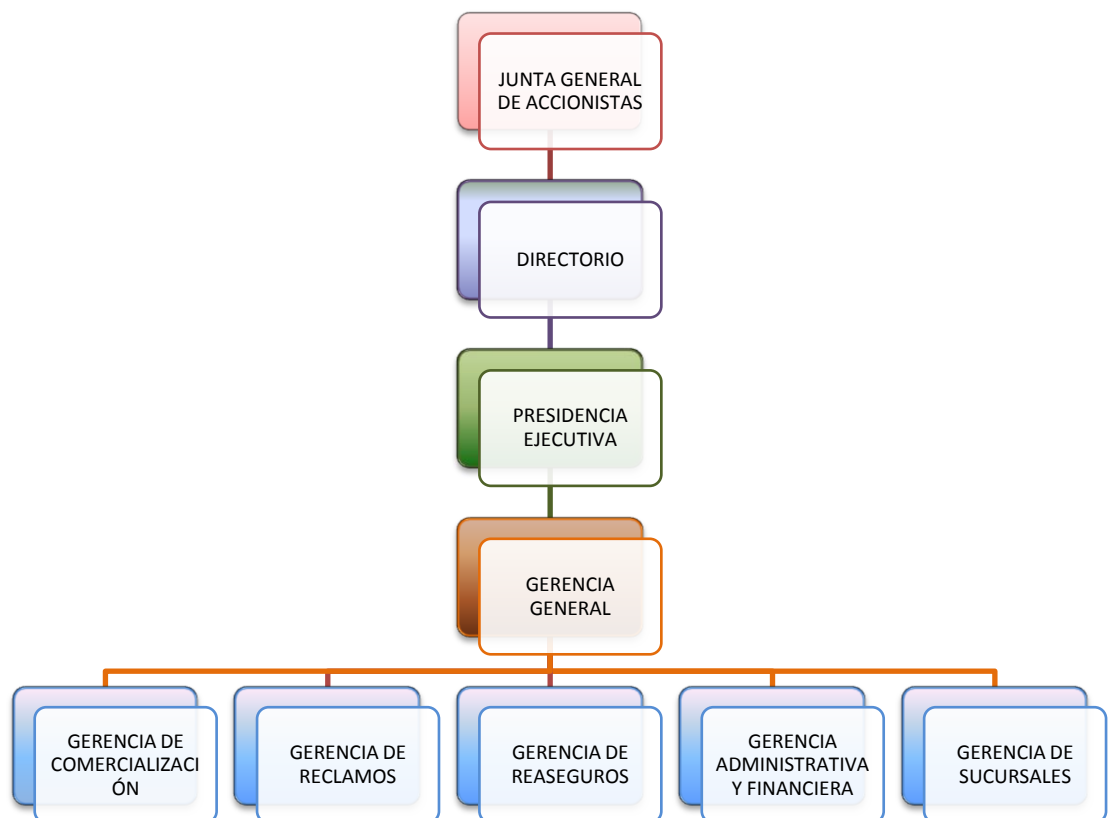 JUNTA GENERAL
DE ACCIONISTAS
DIRECTORIO
PRESIDENCIA
EJECUTIVA
GERENCIA
GENERAL
GERENCIA DE
COMERCIALIZACI
ÓN
GERENCIA DE
RECLAMOS
GERENCIA DE
REASEGUROS
GERENCIA
ADMINISTRATIVA
Y FINANCIERA
GERENCIA DE
SUCURSALES